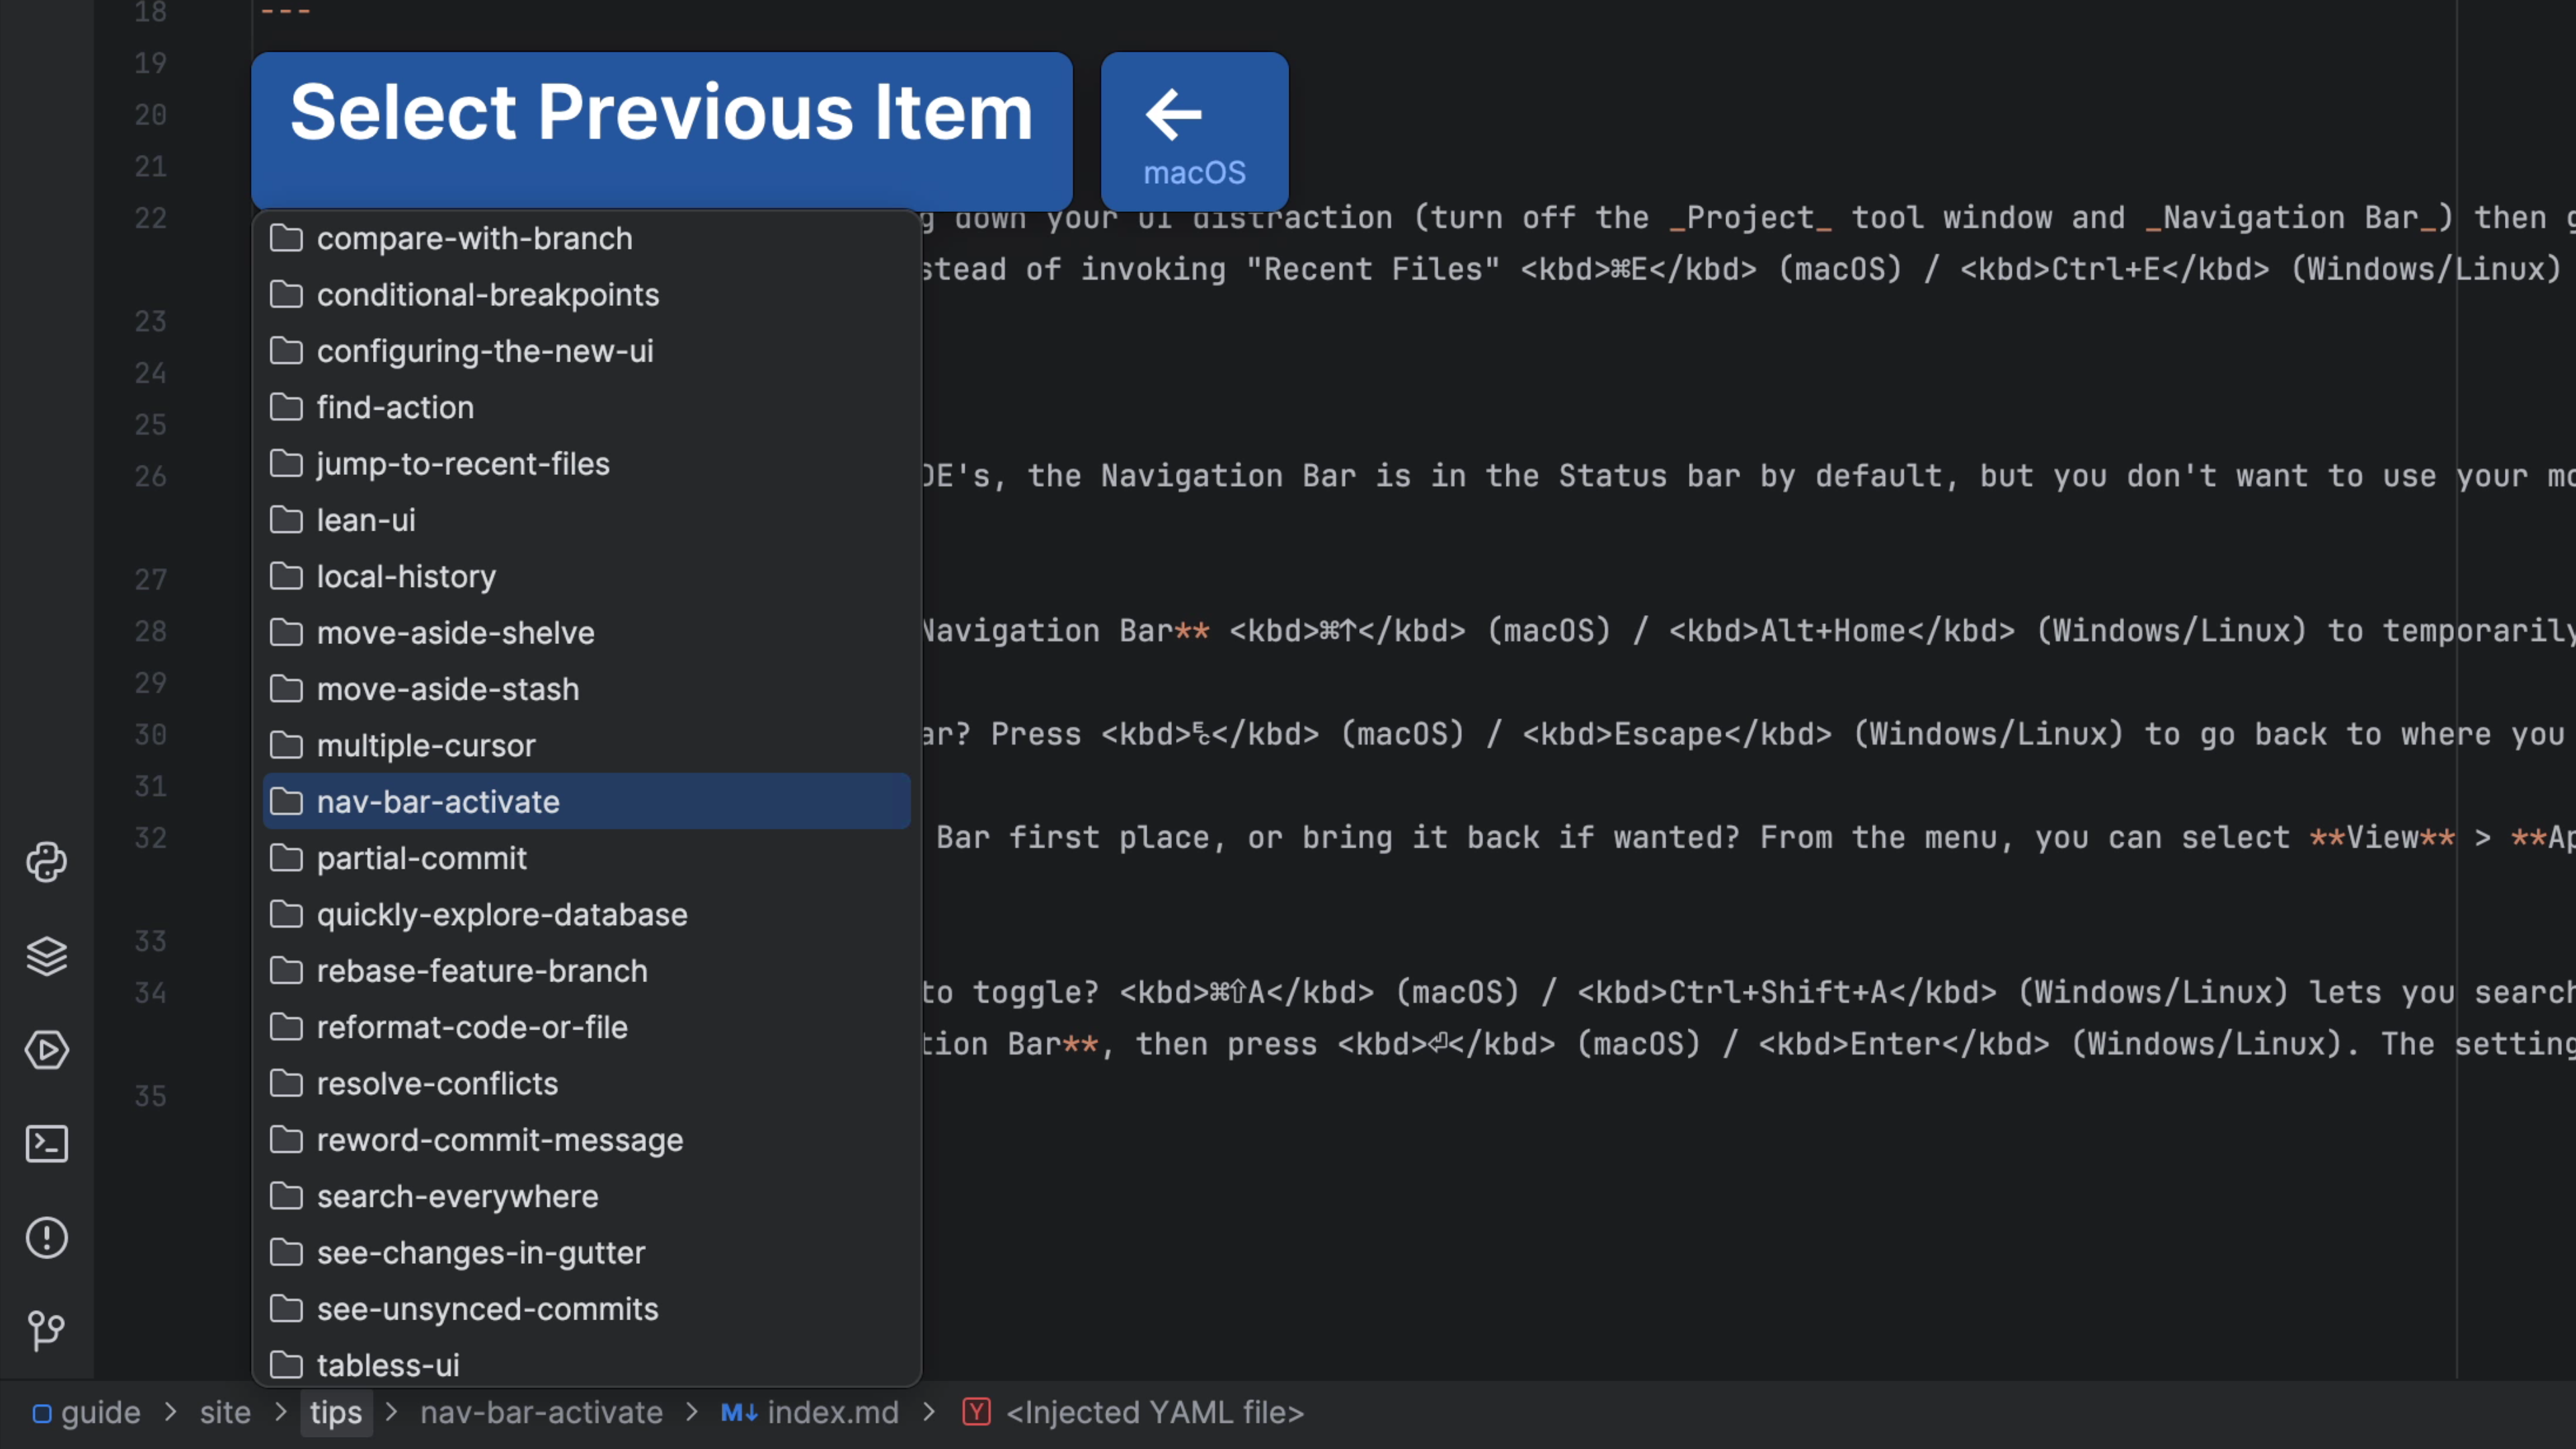 18 ---
19
Select Previous Item ←
macOS
20
21
22 g down your UI distraction (turn off the _Project_ tool window and _Navigation Bar_) then g
stead of invoking "Recent Files" <kbd>⌘E</kbd> (macOS) / <kbd>Ctrl+E</kbd> (Windows/Linux)
23
24
25
26 DE's, the Navigation Bar is in the Status bar by default, but you don't want to use your mo
27
28 Navigation Bar** <kbd>⌘↑</kbd> (macOS) / <kbd>Alt+Home</kbd> (Windows/Linux) to temporarily
29
30 ar? Press <kbd>␛</kbd> (macOS) / <kbd>Escape</kbd> (Windows/Linux) to go back to where you
31
32 Bar first place, or bring it back if wanted? From the menu, you can select **View** > **Ap
33
34 to toggle? <kbd>⌘⇧A</kbd> (macOS) / <kbd>Ctrl+Shift+A</kbd> (Windows/Linux) lets you search
tion Bar**, then press <kbd>⏎</kbd> (macOS) / <kbd>Enter</kbd> (Windows/Linux). The setting
35
compare-with-branch
conditional-breakpoints
configuring-the-new-ui
find-action
jump-to-recent-files
lean-ui
local-history
move-aside-shelve
move-aside-stash
multiple-cursor
nav-bar-activate
partial-commit
quickly-explore-database
rebase-feature-branch
reformat-code-or-file
resolve-conflicts
reword-commit-message
search-everywhere
see-changes-in-gutter
see-unsynced-commits
tabless-ui
guide > site > tips > nav-bar-activate > M↓ index.md > Y <Injected YAML file>